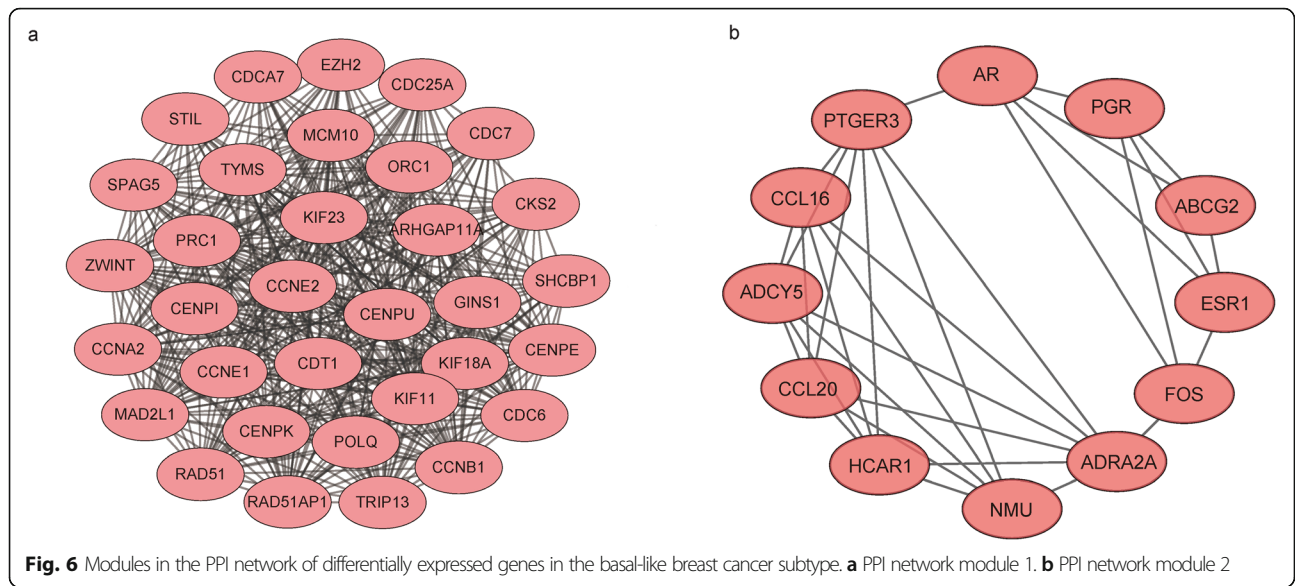 a
CDCA7
EZH2
CDC25A
STIL
MCM10
CDC7
TYMS
ORC1
SPAG5
CKS2
KIF23
ARHGAP11A
PRC1
ZWINT
SHCBP1
CCNE2
GINS1
CENPI
CENPU
CCNA2
CENPE
CDT1
KIF18A
CCNE1
KIF11
MAD2L1
CDC6
CENPK
POLQ
CCNB1
RAD51
RAD51AP1
TRIP13
b
AR
PGR
PTGER3
CCL16
ABCG2
ADCY5
ESR1
CCL20
FOS
HCAR1
ADRA2A
NMU
Fig. 6 Modules in the PPI network of differentially expressed genes in the basal-like breast cancer subtype. a PPI network module 1. b PPI network module 2